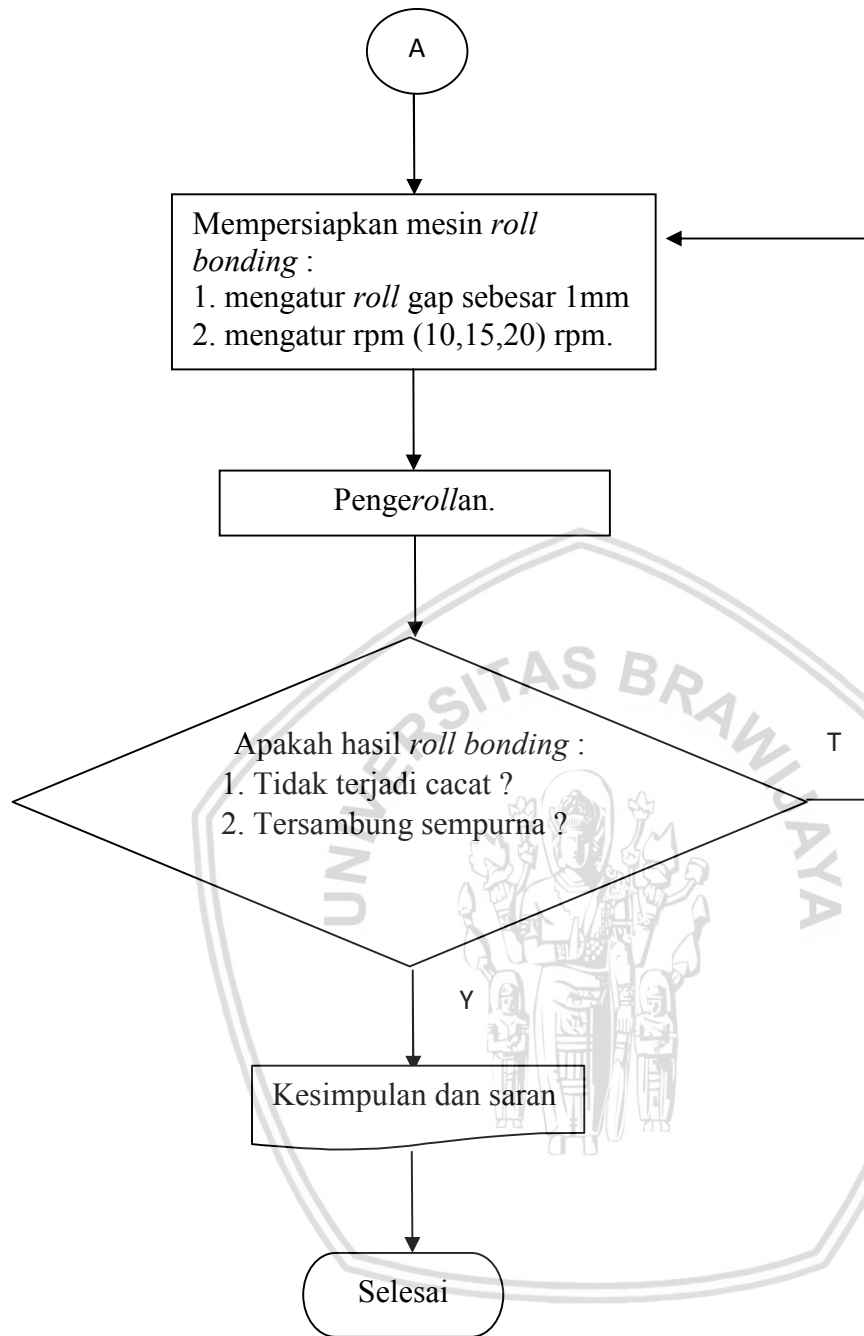 A
Mempersiapkan mesin roll
bonding :
1. mengatur roll gap sebesar 1mm
2. mengatur rpm (10,15,20) rpm.
Pengerollan.
UNIVERSITAS BRAWIJAYA
Apakah hasil roll bonding :
1. Tidak terjadi cacat ?
2. Tersambung sempurna ?
T
Y
Kesimpulan dan saran
Selesai